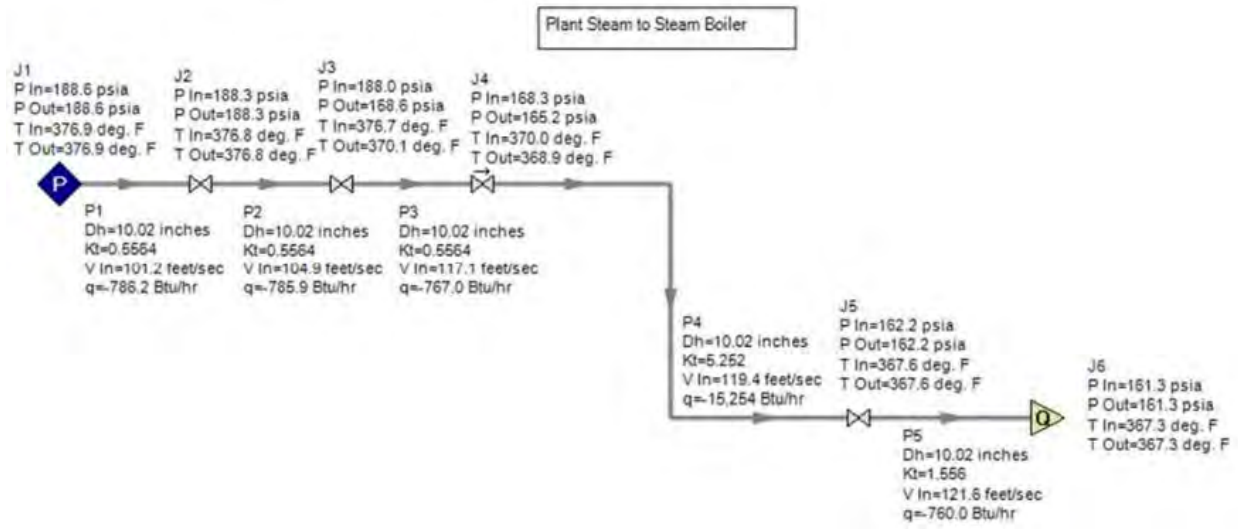 Plant Steam to Steam Boiler
J1
P In=188.6 psia
P Out=188.6 psia
T In=376.9 deg. F
T Out=376.9 deg. F
J2
P In=188.3 psia
P Out=188.3 psia
T In=376.8 deg. F
T Out=376.8 deg. F
J3
P In=188.0 psia
P Out=168.6 psia
T In=376.7 deg. F
T Out=370.1 deg. F
J4
P In=168.3 psia
P Out=165.2 psia
T In=370.0 deg. F
T Out=368.9 deg. F
P
P1
Dh=10.02 inches
Kt=0.5564
V In=101.2 feet/sec
q=-786.2 Btu/hr
P2
Dh=10.02 inches
Kt=0.5564
V In=104.9 feet/sec
q=-785.9 Btu/hr
P3
Dh=10.02 inches
Kt=0.5564
V In=117.1 feet/sec
q=-767.0 Btu/hr
P4
Dh=10.02 inches
Kt=5.252
V In=119.4 feet/sec
q=-15,254 Btu/hr
J5
P In=162.2 psia
P Out=162.2 psia
T In=367.6 deg. F
T Out=367.6 deg. F
J6
P In=161.3 psia
P Out=161.3 psia
T In=367.3 deg. F
T Out=367.3 deg. F
Q
P5
Dh=10.02 inches
Kt=1.556
V In=121.6 feet/sec
q=-760.0 Btu/hr